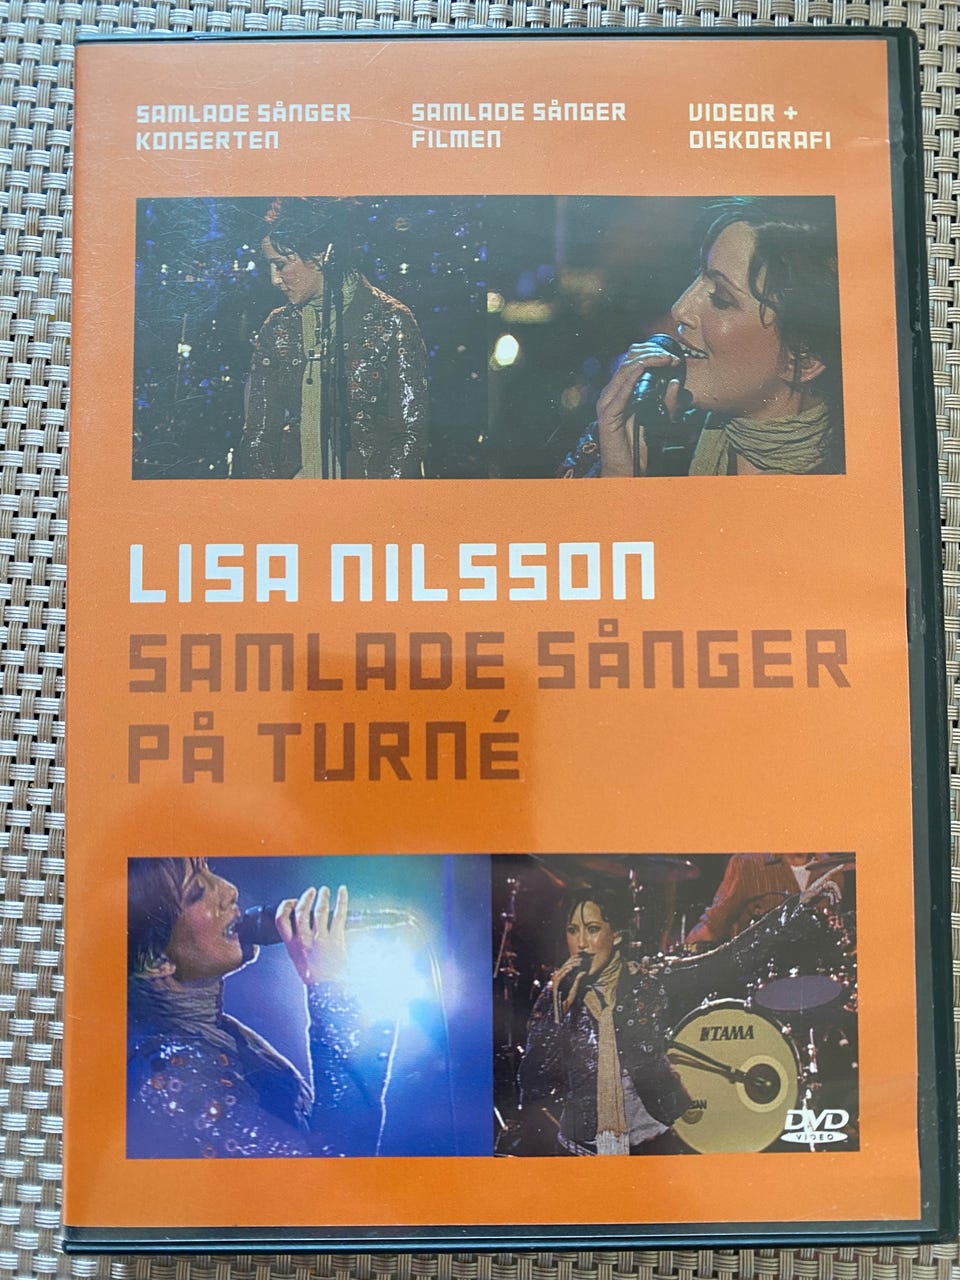 SAMLADE SÅNGER
KONSERTEN
SAMLADE SÅNGER
FILMEN
VIDEOR +
DISKOGRAFI
LISA NILSSON
SAMLADE SÅNGER
PÅ TURNÉ
TAMA
DVD
VIDEO